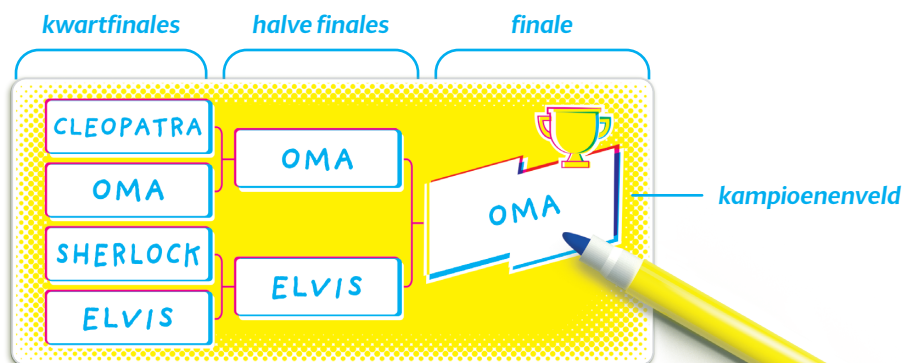 kwartfinales
halve finales
finale
CLEOPATRA
OMA
SHERLOCK
ELVIS
OMA
ELVIS
OMA
kampioenenveld